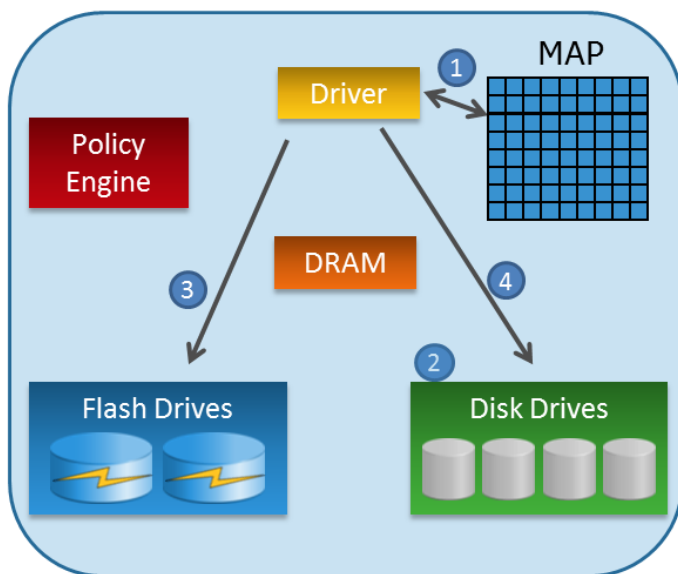 MAP
1
Driver
Policy
Engine
DRAM
3
4
2
Flash Drives
Disk Drives